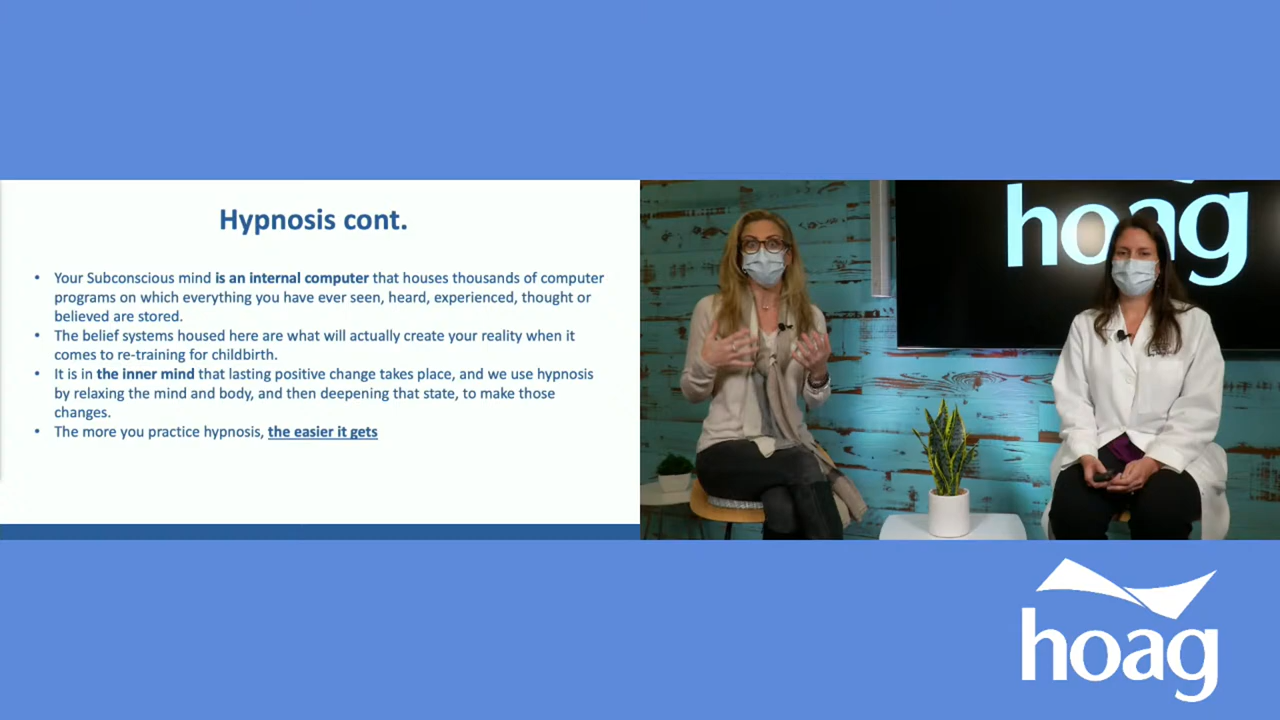 Hypnosis cont.
• Your Subconscious mind is an internal computer that houses thousands of computer
programs on which everything you have ever seen, heard, experienced, thought or
believed are stored.
• The belief systems housed here are what will actually create your reality when it
comes to re-training for childbirth.
• It is in the inner mind that lasting positive change takes place, and we use hypnosis
by relaxing the mind and body, and then deepening that state, to make those
changes.
• The more you practice hypnosis, the easier it gets
hoag
hoag